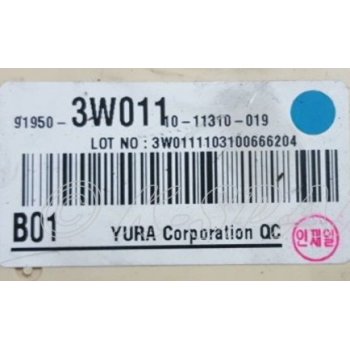 91950- 3W011 10-11310-019
LOT NO : 3W0111103100666204
B01 YURA Corporation QC
인재일